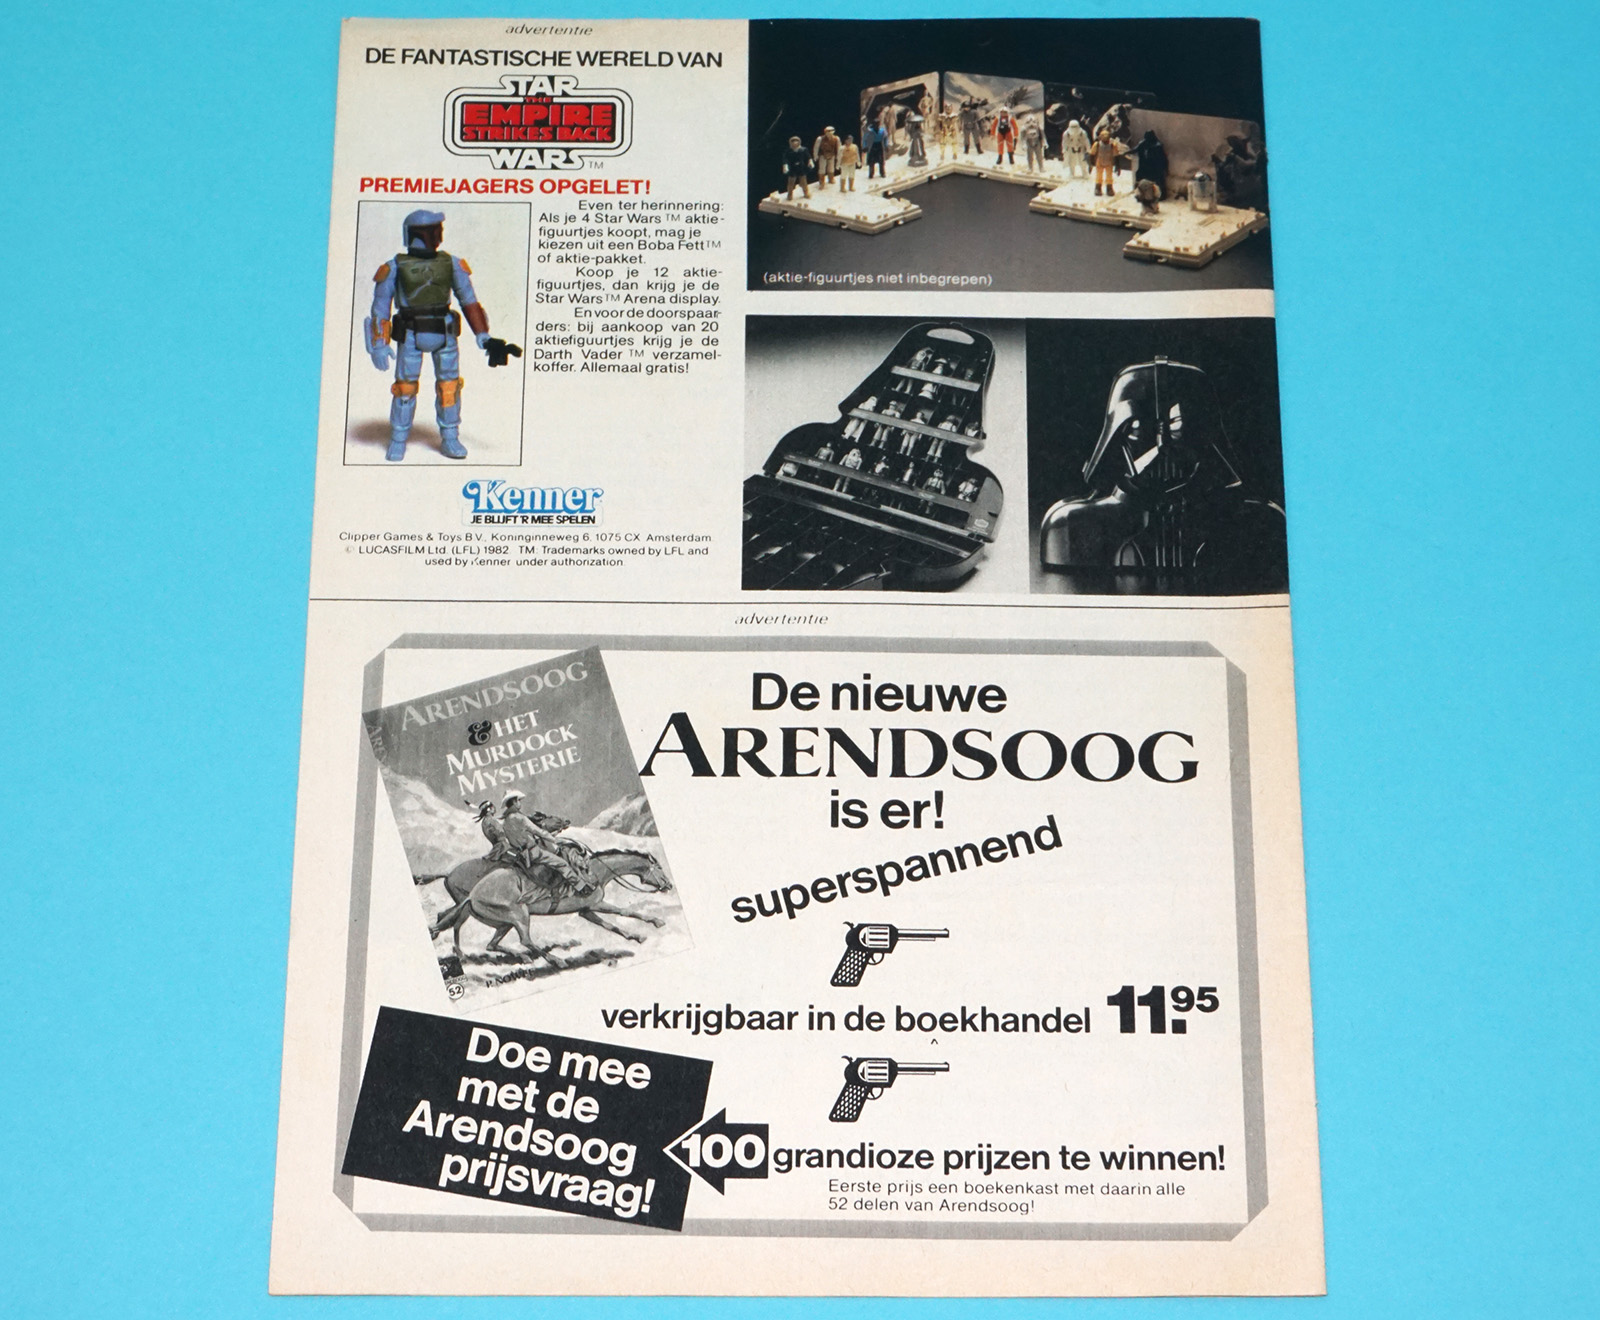 advertentie
DE FANTASTISCHE WERELD VAN
STAR
THE
EMPIRE
STRIKES BACK
WARS TM
PREMIEJAGERS OPGELET!
Even ter herinnering:
Als je 4 Star Wars TM aktie-
figuurtjes koopt, mag je
kiezen uit een Boba Fett TM
of aktie-pakket.
Koop je 12 aktie-
figuurtjes, dan krijg je de
Star Wars TM Arena display.
En voor de doorspaar-
ders: bij aankoop van 20
aktiefiguurtjes krijg je de
Darth Vader TM verzamel-
koffer. Allemaal gratis!
Kenner
JE BLIJFT 'R MEE SPELEN
Clipper Games & Toys B.V., Koninginneweg 6, 1075 CX Amsterdam
© LUCASFILM Ltd. (LFL) 1982. TM: Trademarks owned by LFL and
used by Kenner under authorization.
(aktie-figuurtjes niet inbegrepen)
advertentie
ARENDSOOG
& HET
MURDOCK
MYSTERIE
P. NOWEE
52
De nieuwe
ARENDSOOG
is er!
superspannend
verkrijgbaar in de boekhandel 11.95
Doe mee
met de
Arendsoog
prijsvraag!
100 grandioze prijzen te winnen!
Eerste prijs een boekenkast met daarin alle
52 delen van Arendsoog!